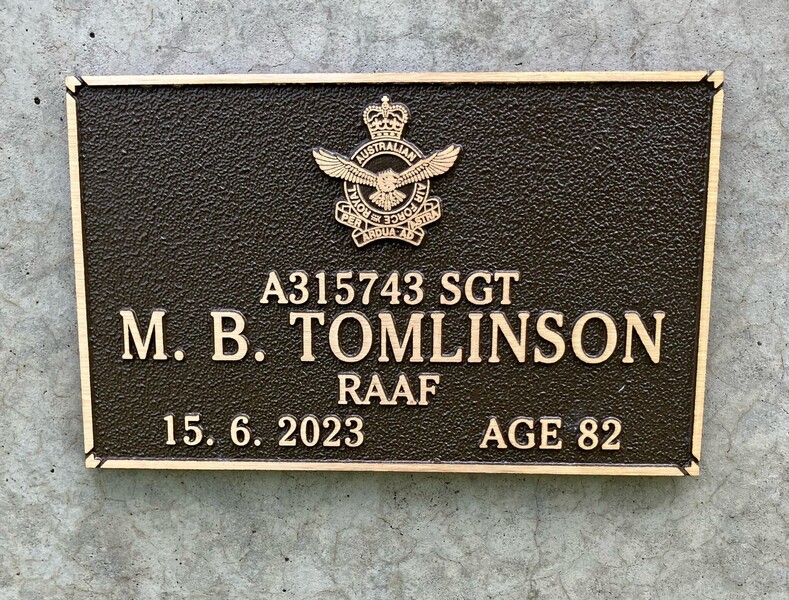 AUSTRALIAN
ROYAL AIR FORCE
PER ARDUA AD ASTRA
A315743 SGT
M. B. TOMLINSON
RAAF
15. 6. 2023 AGE 82